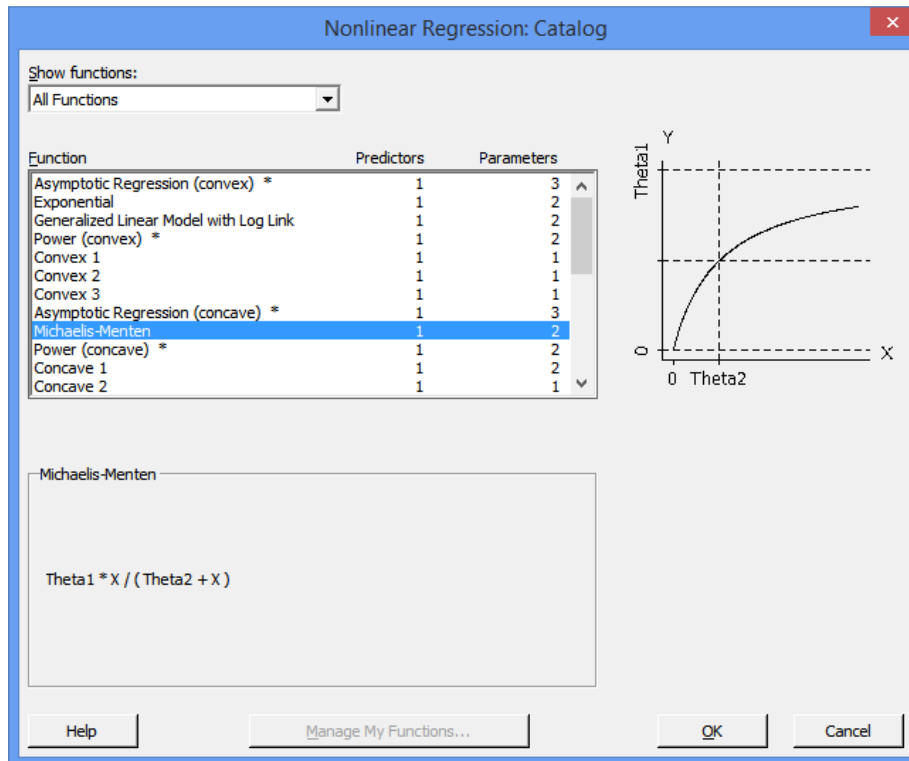 Nonlinear Regression: Catalog
Show functions:
All Functions
Function Predictors Parameters
Asymptotic Regression (convex) * 1 3
Exponential 1 2
Generalized Linear Model with Log Link 1 2
Power (convex) * 1 2
Convex 1 1 1
Convex 2 1 1
Convex 3 1 1
Asymptotic Regression (concave) * 1 3
Michaelis-Menten 1 2
Power (concave) * 1 2
Concave 1 1 2
Concave 2 1 1
Y
Theta1
0
X
0 Theta2
Michaelis-Menten
Theta1 * X / ( Theta2 + X )
Help Manage My Functions... OK Cancel